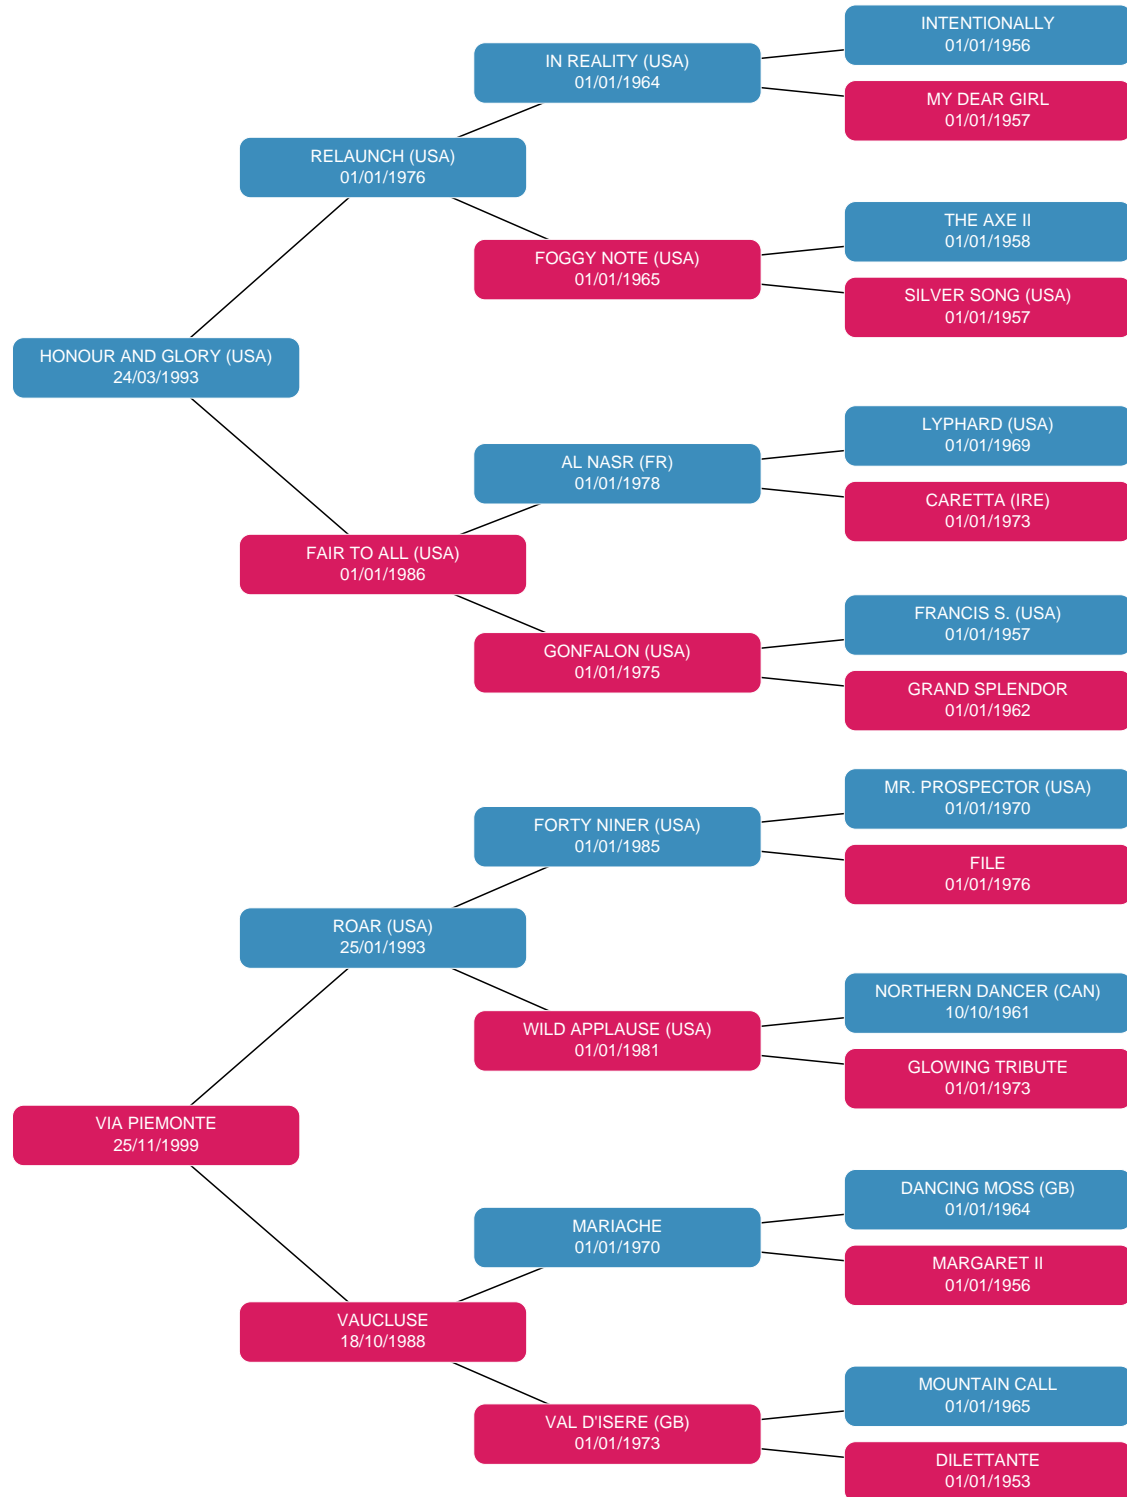 INTENTIONALLY
01/01/1956
IN REALITY (USA)
01/01/1964
MY DEAR GIRL
01/01/1957
RELAUNCH (USA)
01/01/1976
THE AXE II
01/01/1958
FOGGY NOTE (USA)
01/01/1965
SILVER SONG (USA)
01/01/1957
HONOUR AND GLORY (USA)
24/03/1993
LYPHARD (USA)
01/01/1969
AL NASR (FR)
01/01/1978
CARETTA (IRE)
01/01/1973
FAIR TO ALL (USA)
01/01/1986
FRANCIS S. (USA)
01/01/1957
GONFALON (USA)
01/01/1975
GRAND SPLENDOR
01/01/1962
MR. PROSPECTOR (USA)
01/01/1970
FORTY NINER (USA)
01/01/1985
FILE
01/01/1976
ROAR (USA)
25/01/1993
NORTHERN DANCER (CAN)
10/10/1961
WILD APPLAUSE (USA)
01/01/1981
GLOWING TRIBUTE
01/01/1973
VIA PIEMONTE
25/11/1999
DANCING MOSS (GB)
01/01/1964
MARIACHE
01/01/1970
MARGARET II
01/01/1956
VAUCLUSE
18/10/1988
MOUNTAIN CALL
01/01/1965
VAL D'ISERE (GB)
01/01/1973
DILETTANTE
01/01/1953